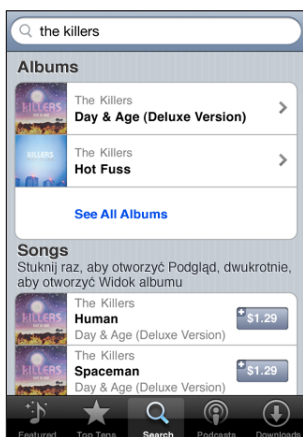 the killers
Albums
The Killers
Day & Age (Deluxe Version)
The Killers
Hot Fuss
See All Albums
Songs
Stuknij raz, aby otworzyć Podgląd, dwukrotnie,
aby otworzyć Widok albumu
The Killers
Human
Day & Age (Deluxe Version)
$1.29
The Killers
Spaceman
Day & Age (Deluxe Version)
$1.29
Featured Top Tens Search Podcasts Downloads